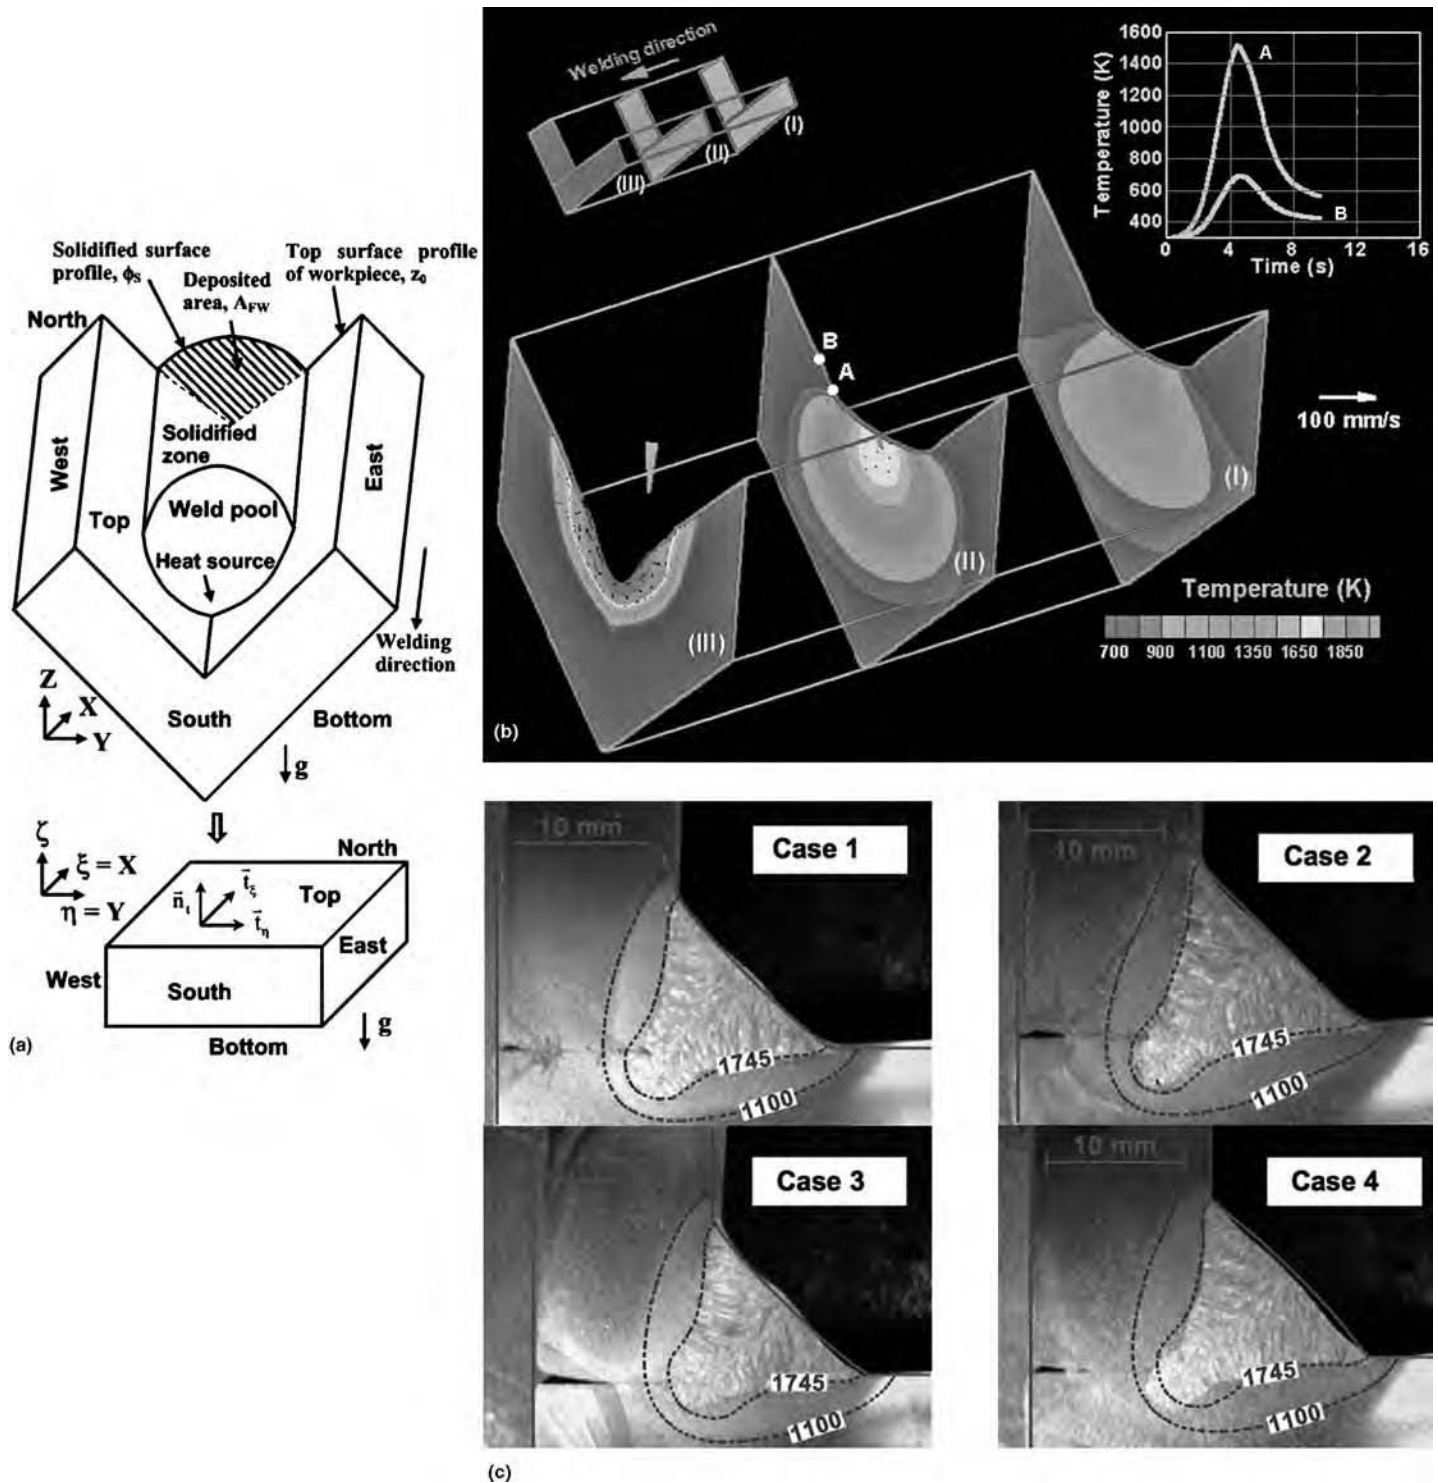 Solidified surface
profile, ϕS
Top surface profile
of workpiece, z0
Deposited
area, AFW
North
Solidified
zone
West
East
Top
Weld pool
Heat source
Welding
direction
Z
X
Y
South
Bottom
g
ζ
ξ = X
η = Y
North
n⃗t
t⃗ξ
t⃗η
Top
East
West
South
Bottom
g
(a)
Welding direction
(I)
(II)
(III)
1600
1400
1200
1000
800
600
400
Temperature (K)
A
B
0 4 8 12 16
Time (s)
B
A
100 mm/s
(I)
(II)
(III)
Temperature (K)
700 900 1100 1350 1650 1850
(b)
10 mm
Case 1
1745
1100
10 mm
Case 2
1745
1100
Case 3
1745
1100
10 mm
Case 4
1745
1100
(c)